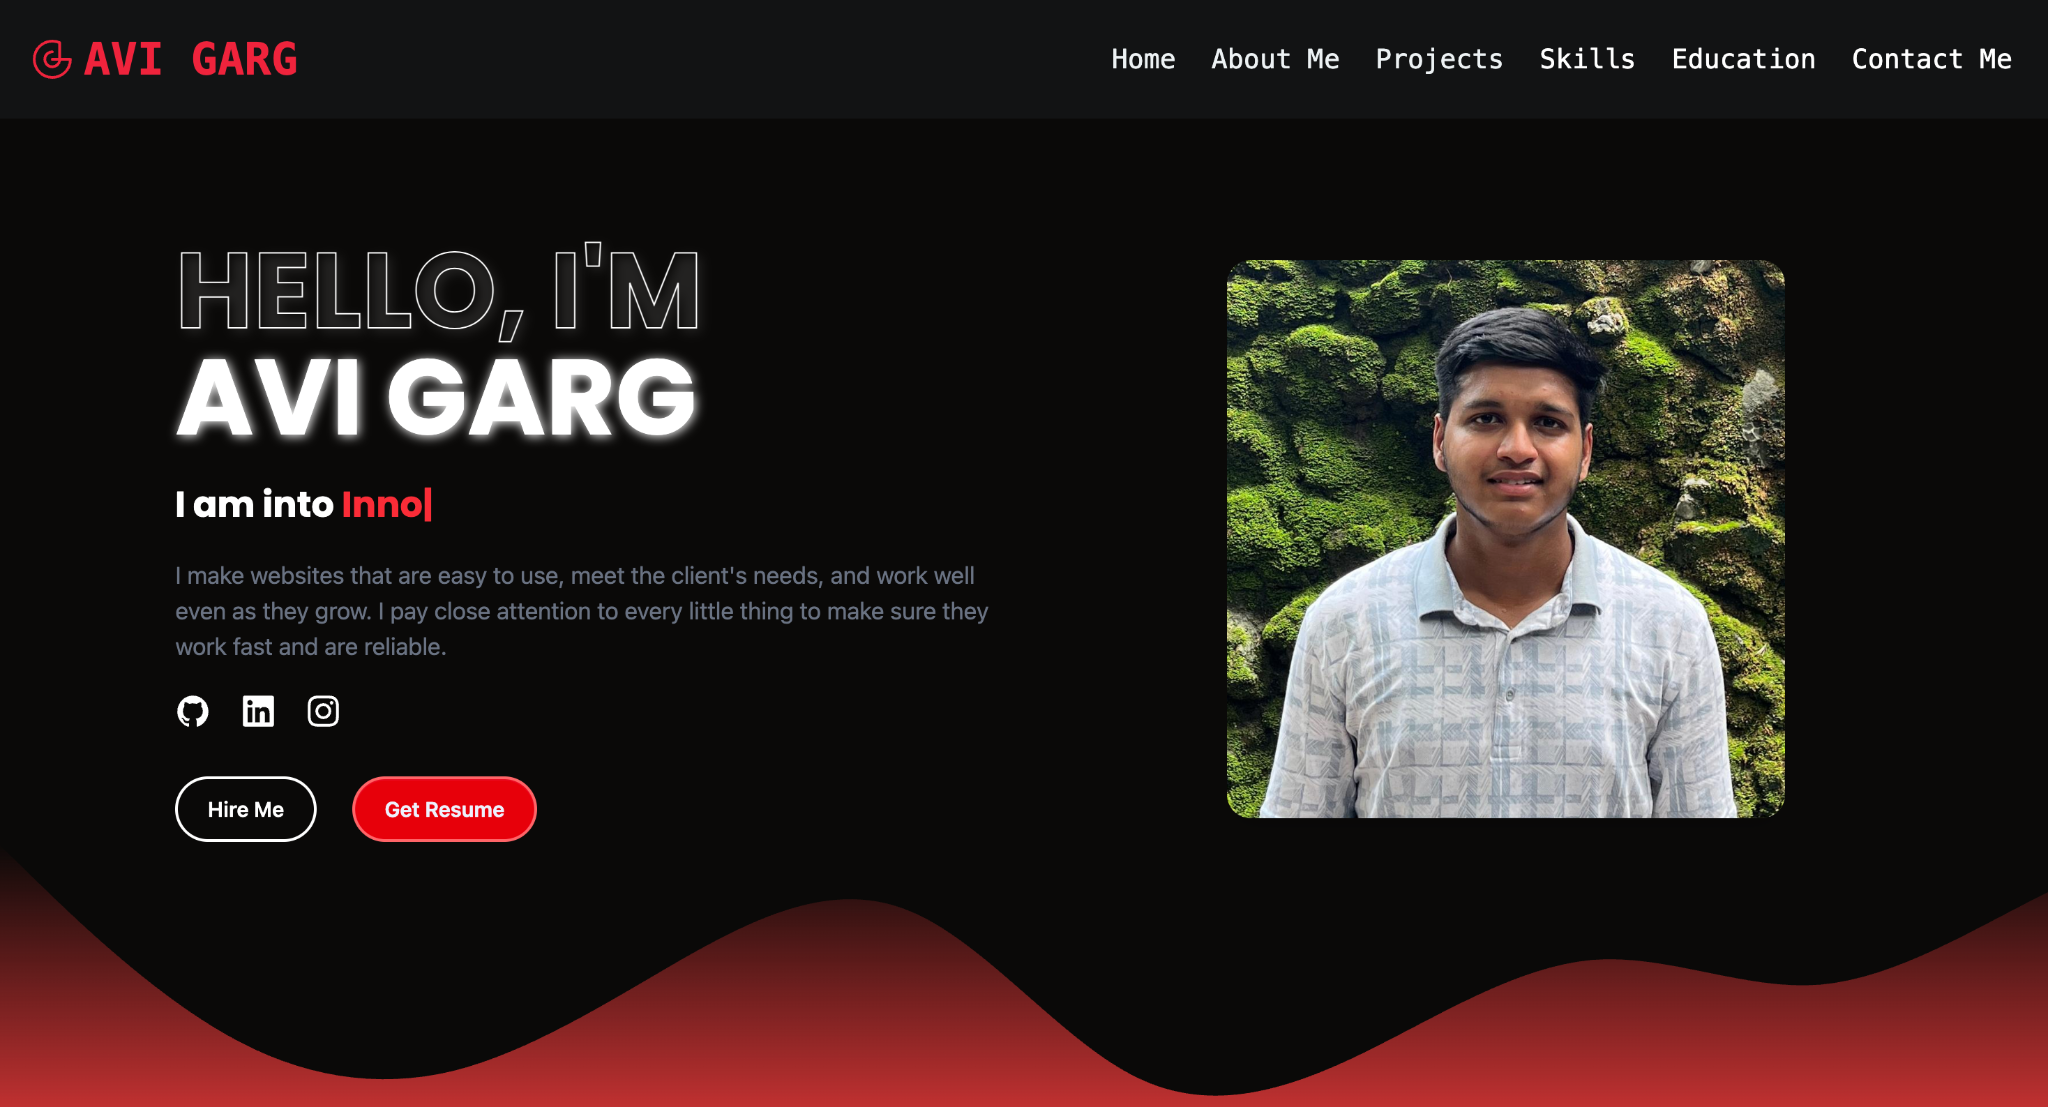 AVI GARG
Home About Me Projects Skills Education Contact Me
HELLO, I'M
AVI GARG
I am into Inno|
I make websites that are easy to use, meet the client's needs, and work well
even as they grow. I pay close attention to every little thing to make sure they
work fast and are reliable.
Hire Me Get Resume